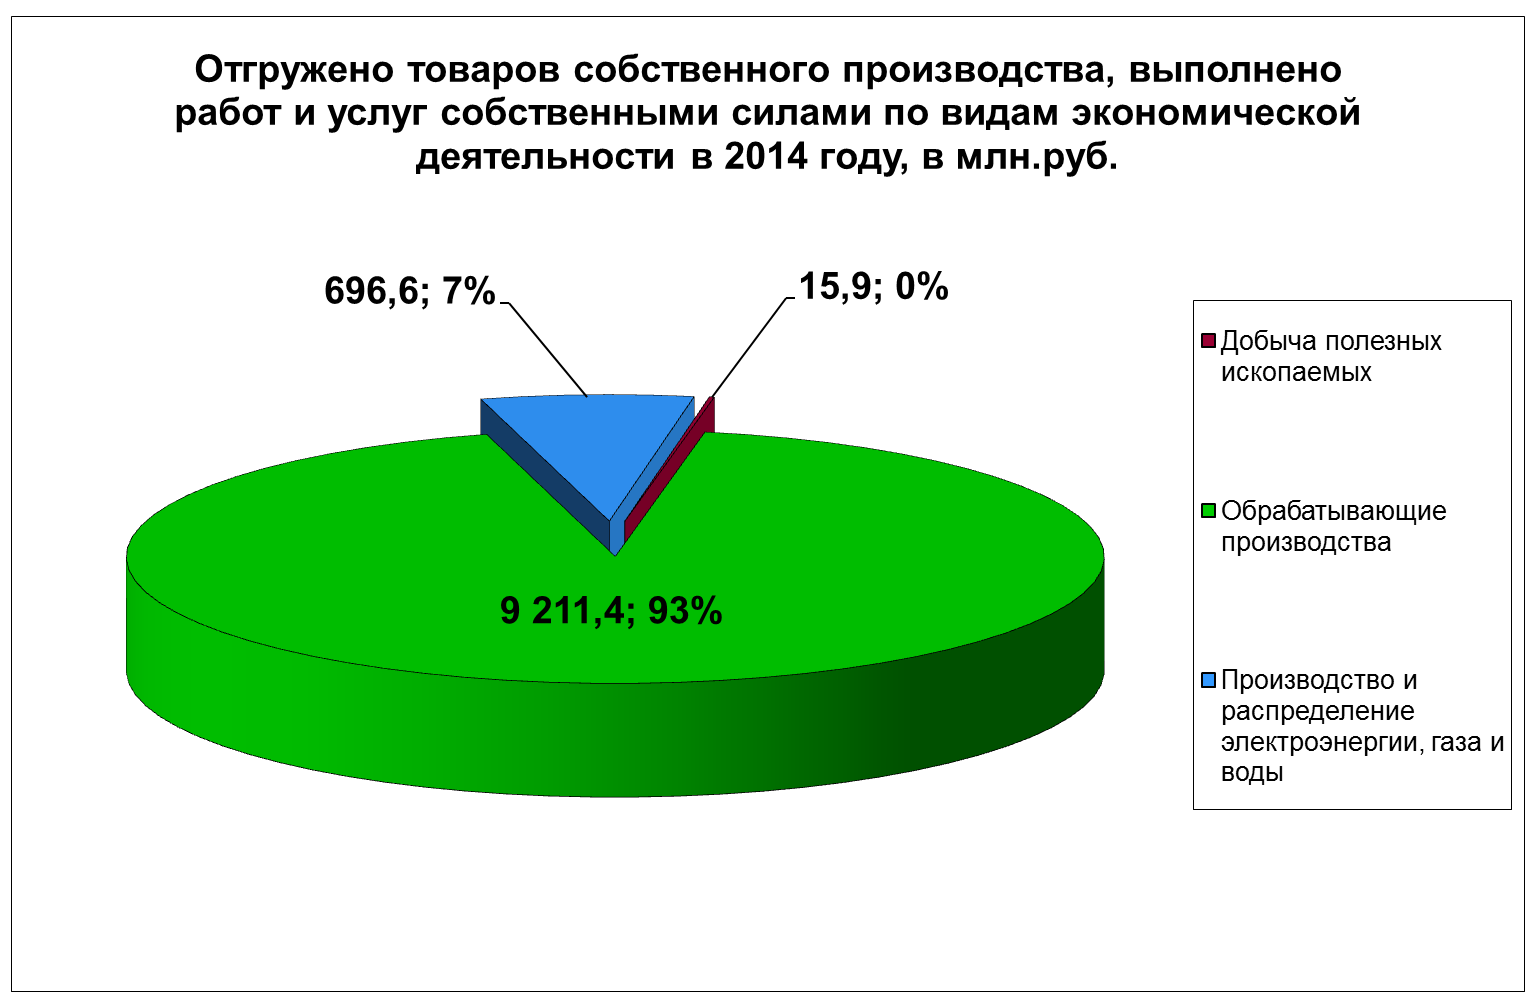 Отгружено товаров собственного производства, выполнено
работ и услуг собственными силами по видам экономической
деятельности в 2014 году, в млн.руб.
696,6; 7%
15,9; 0%
9 211,4; 93%
Добыча полезных
ископаемых
Обрабатывающие
производства
Производство и
распределение
электроэнергии, газа и
воды